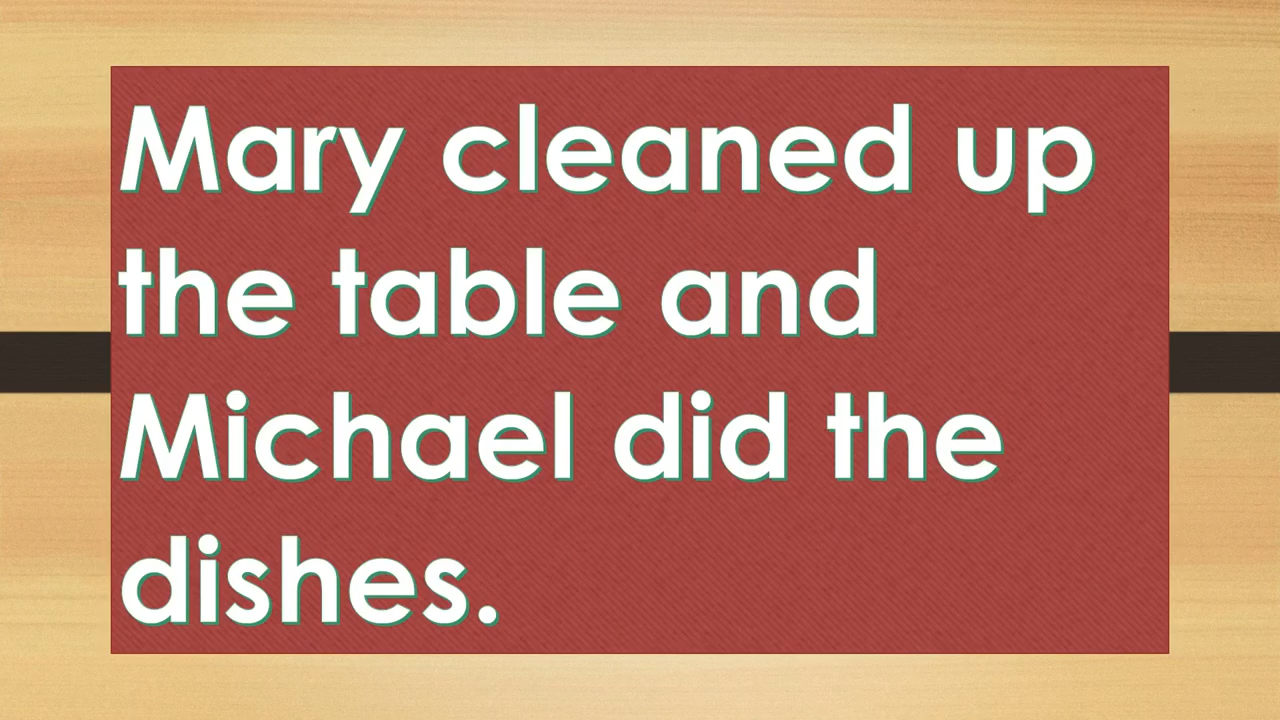 Mary cleaned up
the table and
Michael did the
dishes.